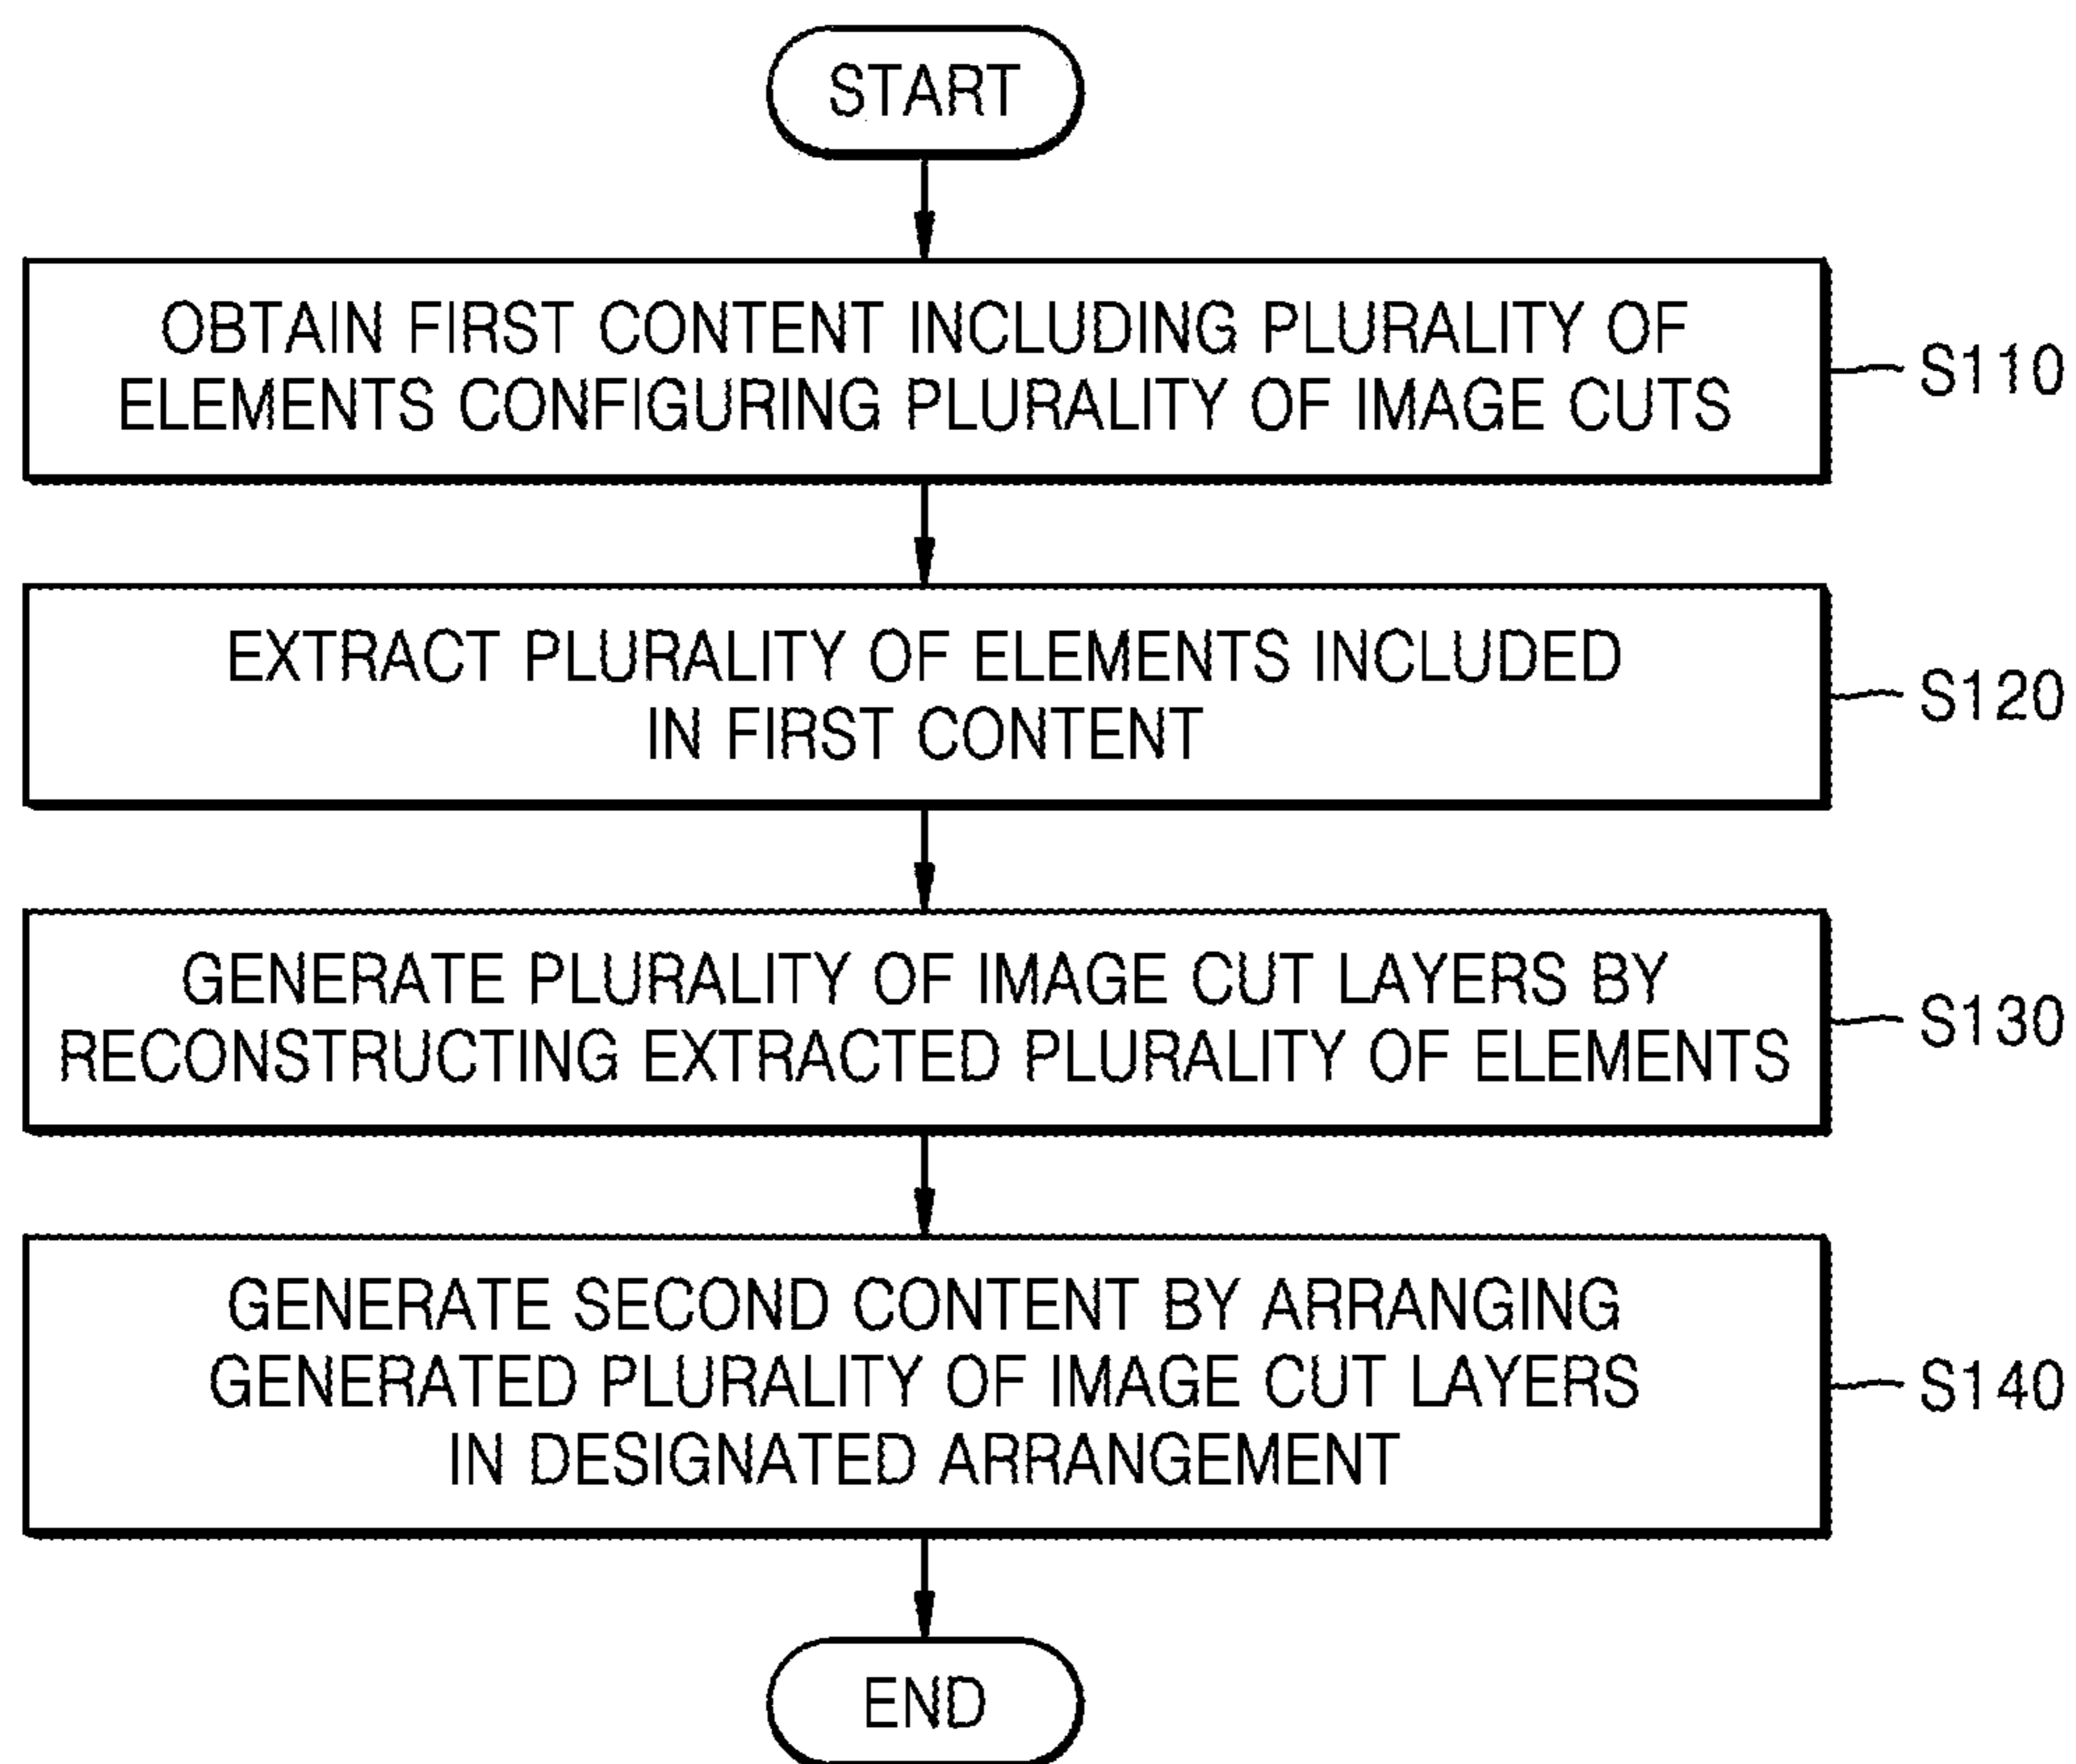 START
OBTAIN FIRST CONTENT INCLUDING PLURALITY OF
ELEMENTS CONFIGURING PLURALITY OF IMAGE CUTS
S110
EXTRACT PLURALITY OF ELEMENTS INCLUDED
IN FIRST CONTENT
S120
GENERATE PLURALITY OF IMAGE CUT LAYERS BY
RECONSTRUCTING EXTRACTED PLURALITY OF ELEMENTS
S130
GENERATE SECOND CONTENT BY ARRANGING
GENERATED PLURALITY OF IMAGE CUT LAYERS
IN DESIGNATED ARRANGEMENT
S140
END